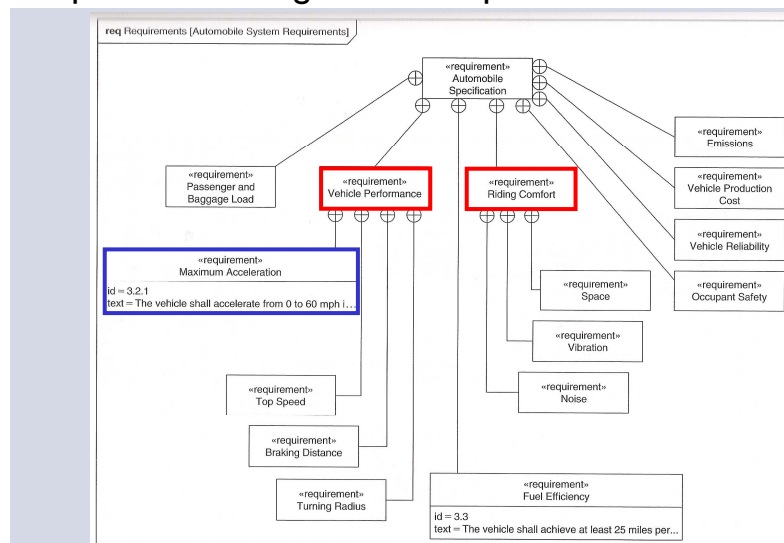 req Requirements [Automobile System Requirements]
«requirement»
Automobile
Specification
«requirement»
Emissions
«requirement»
Passenger and
Baggage Load
«requirement»
Vehicle Performance
«requirement»
Riding Comfort
«requirement»
Vehicle Production
Cost
«requirement»
Vehicle Reliability
«requirement»
Maximum Acceleration
id = 3.2.1
text = The vehicle shall accelerate from 0 to 60 mph i...
«requirement»
Space
«requirement»
Occupant Safety
«requirement»
Vibration
«requirement»
Top Speed
«requirement»
Noise
«requirement»
Braking Distance
«requirement»
Turning Radius
«requirement»
Fuel Efficiency
id = 3.3
text = The vehicle shall achieve at least 25 miles per...